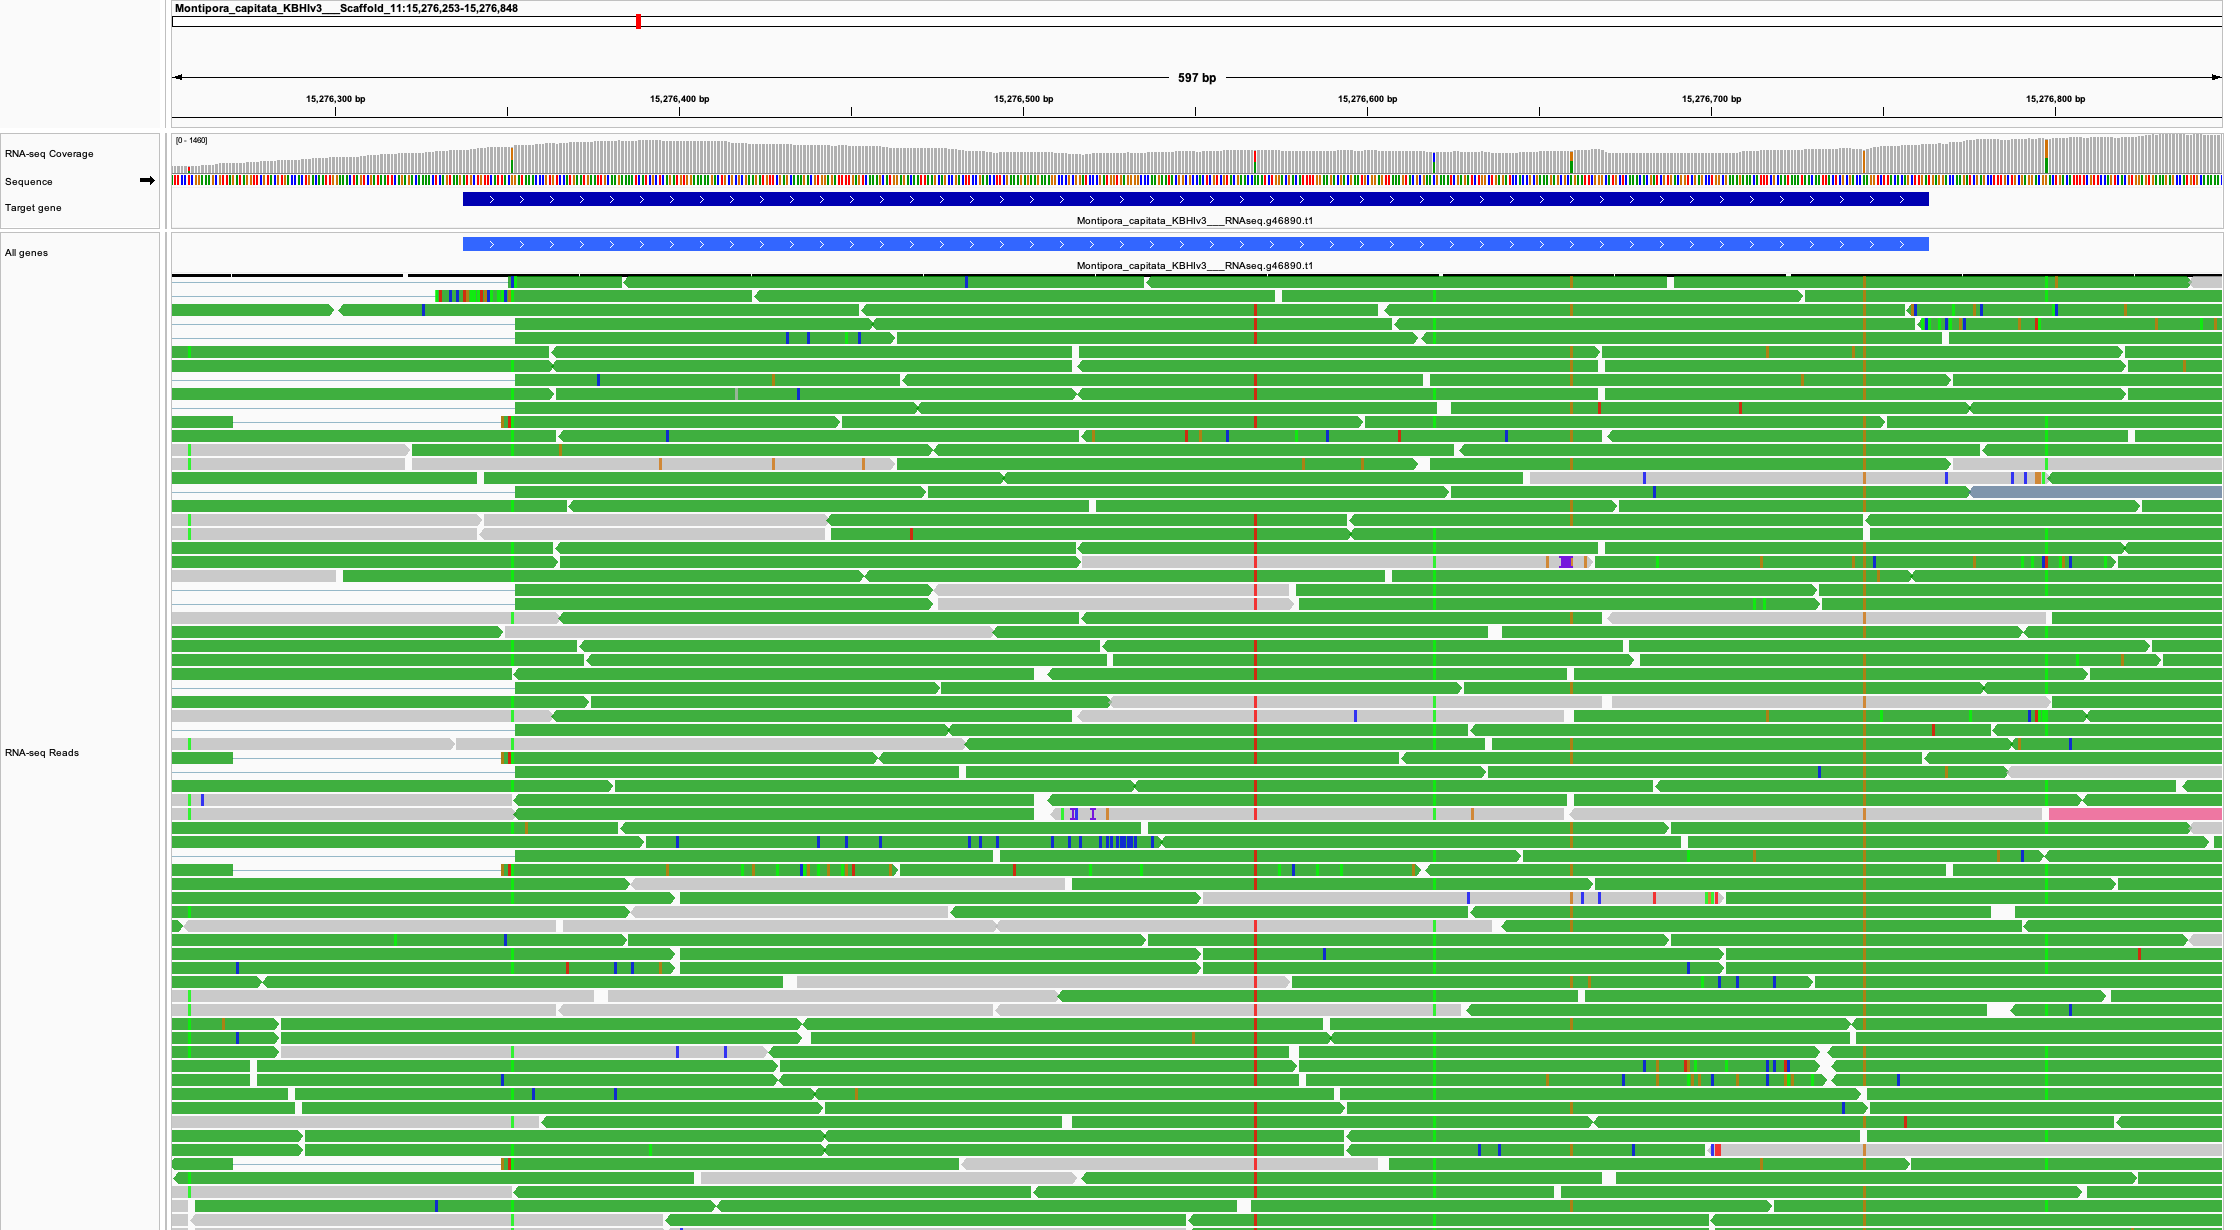 Montipora_capitata_KBHIv3___Scaffold_11:15,276,253-15,276,848
597 bp
15,276,300 bp 15,276,400 bp 15,276,500 bp 15,276,600 bp 15,276,700 bp 15,276,800 bp
[0 - 1460]
RNA-seq Coverage
Sequence
Target gene
Montipora_capitata_KBHIv3___RNAseq.g46890.t1
All genes
Montipora_capitata_KBHIv3___RNAseq.g46890.t1
RNA-seq Reads